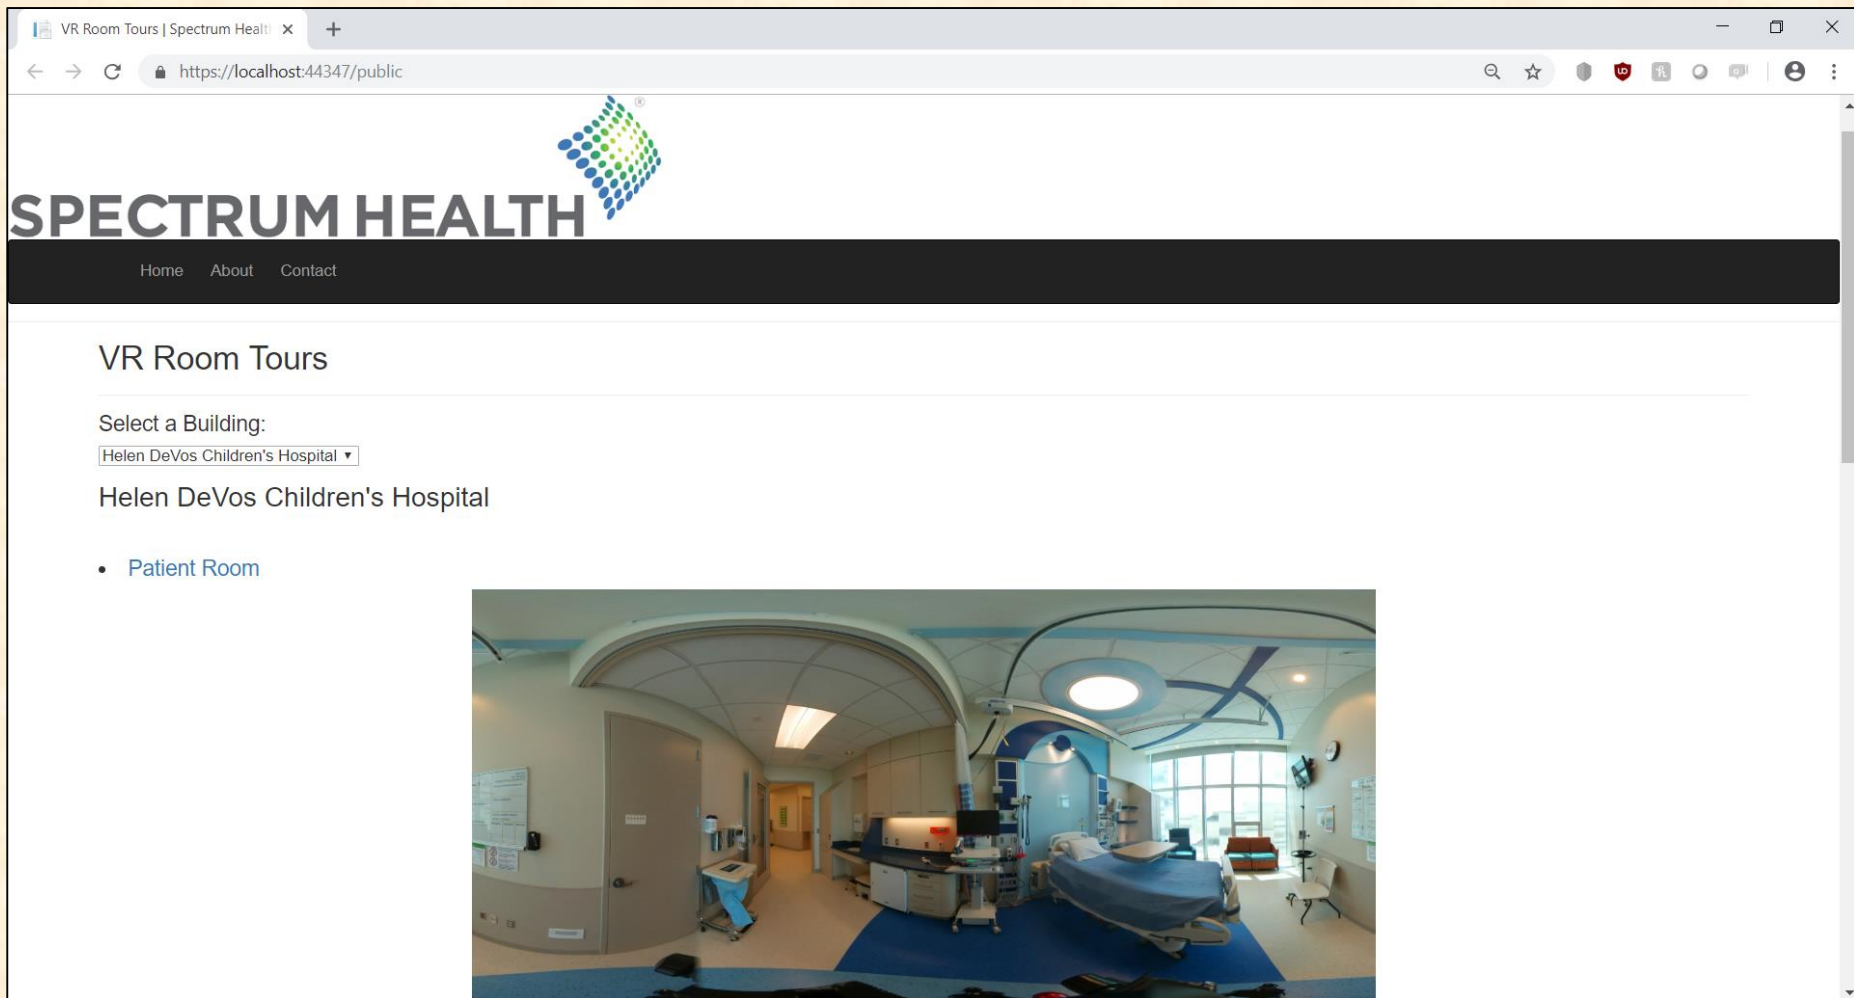 VR Room Tours | Spectrum Healt
https://localhost:44347/public
SPECTRUM HEALTH®
Home About Contact
VR Room Tours
Select a Building:
Helen DeVos Children's Hospital
Helen DeVos Children's Hospital
• Patient Room